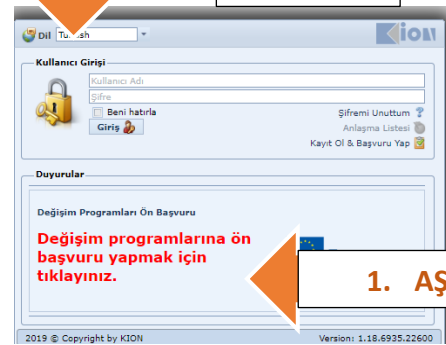 Dil
KION
Kullanıcı Girişi
Kullanıcı Adı
Şifre
Beni hatırla
Giriş
Şifremi Unuttum
Anlaşma Listesi
Kayıt Ol & Başvuru Yap
Duyurular
Değişim Programları Ön Başvuru
Değişim programlarına ön
başvuru yapmak için
tıklayınız.
1. AŞ
2019 © Copyright by KION
Version: 1.18.6935.22600